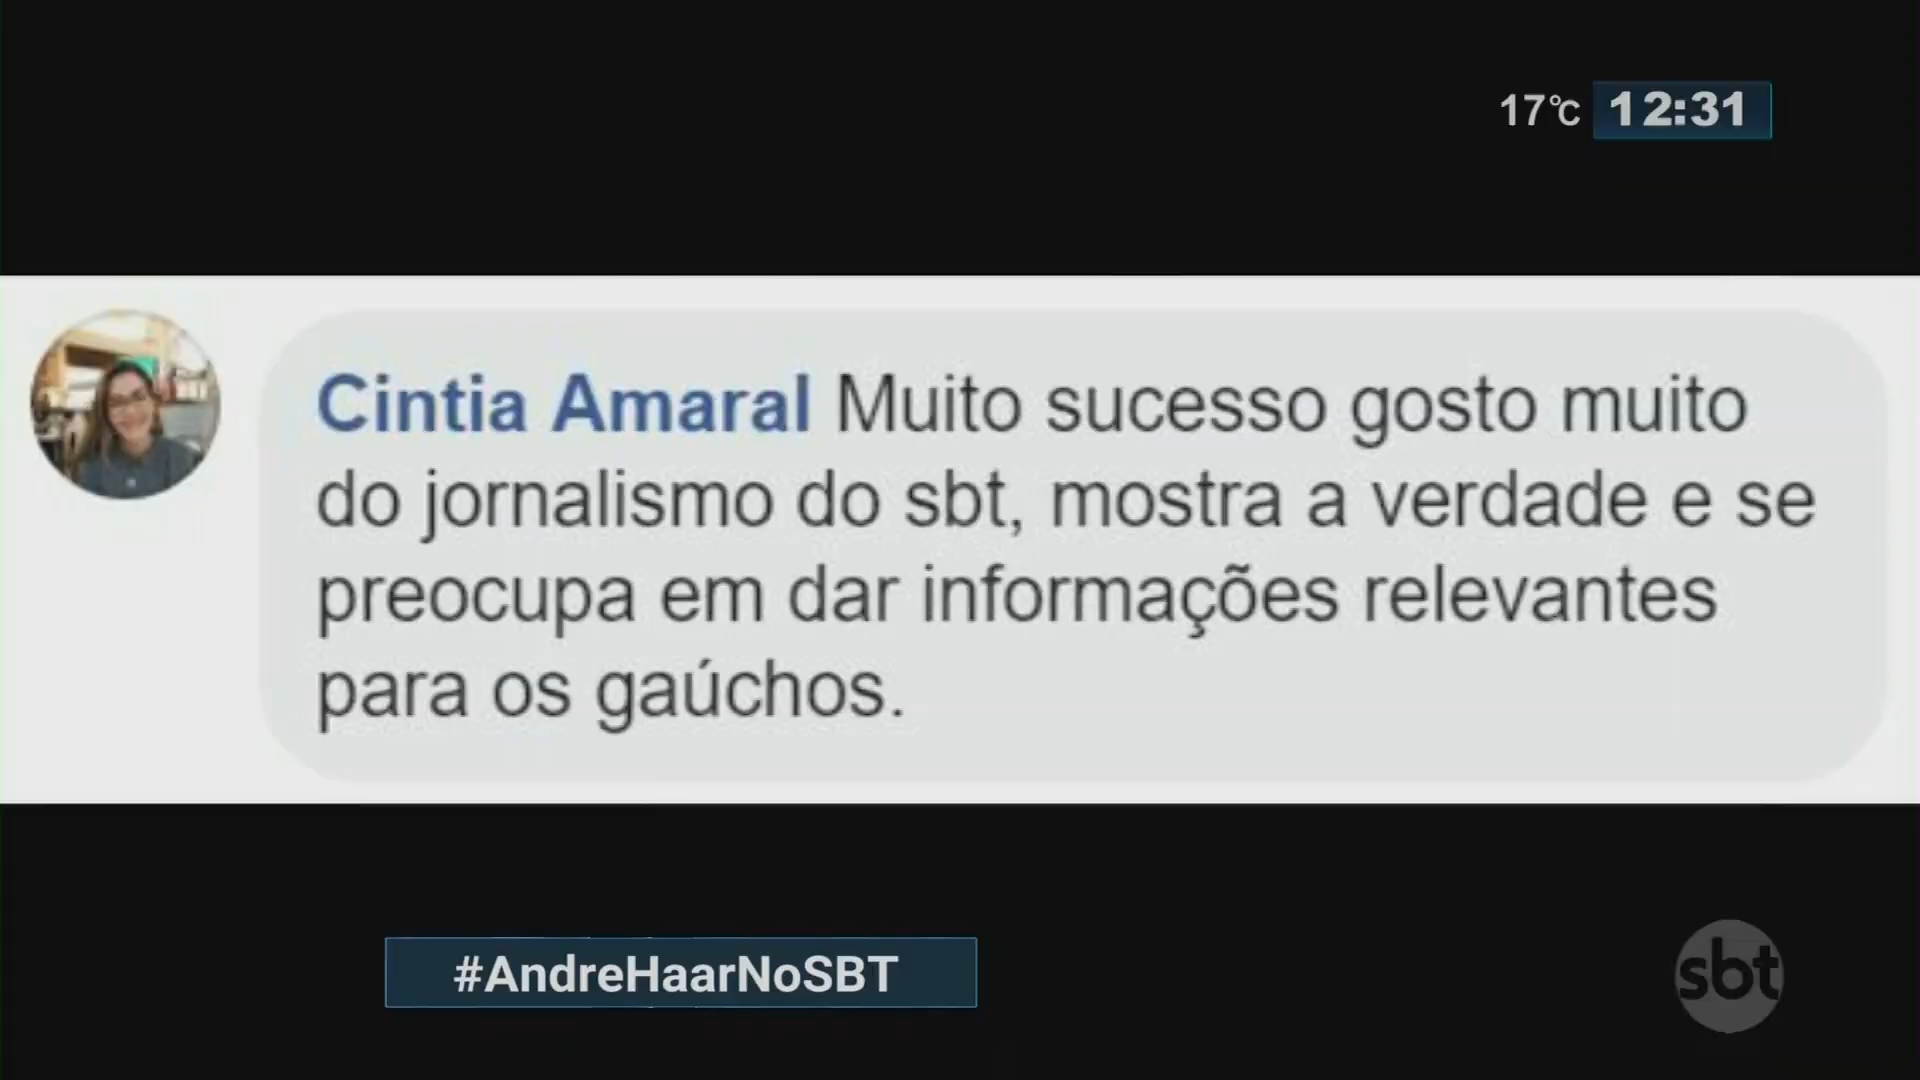 17°C 12:31
Cintia Amaral Muito sucesso gosto muito
do jornalismo do sbt, mostra a verdade e se
preocupa em dar informações relevantes
para os gaúchos.
#AndreHaarNoSBT
sbt